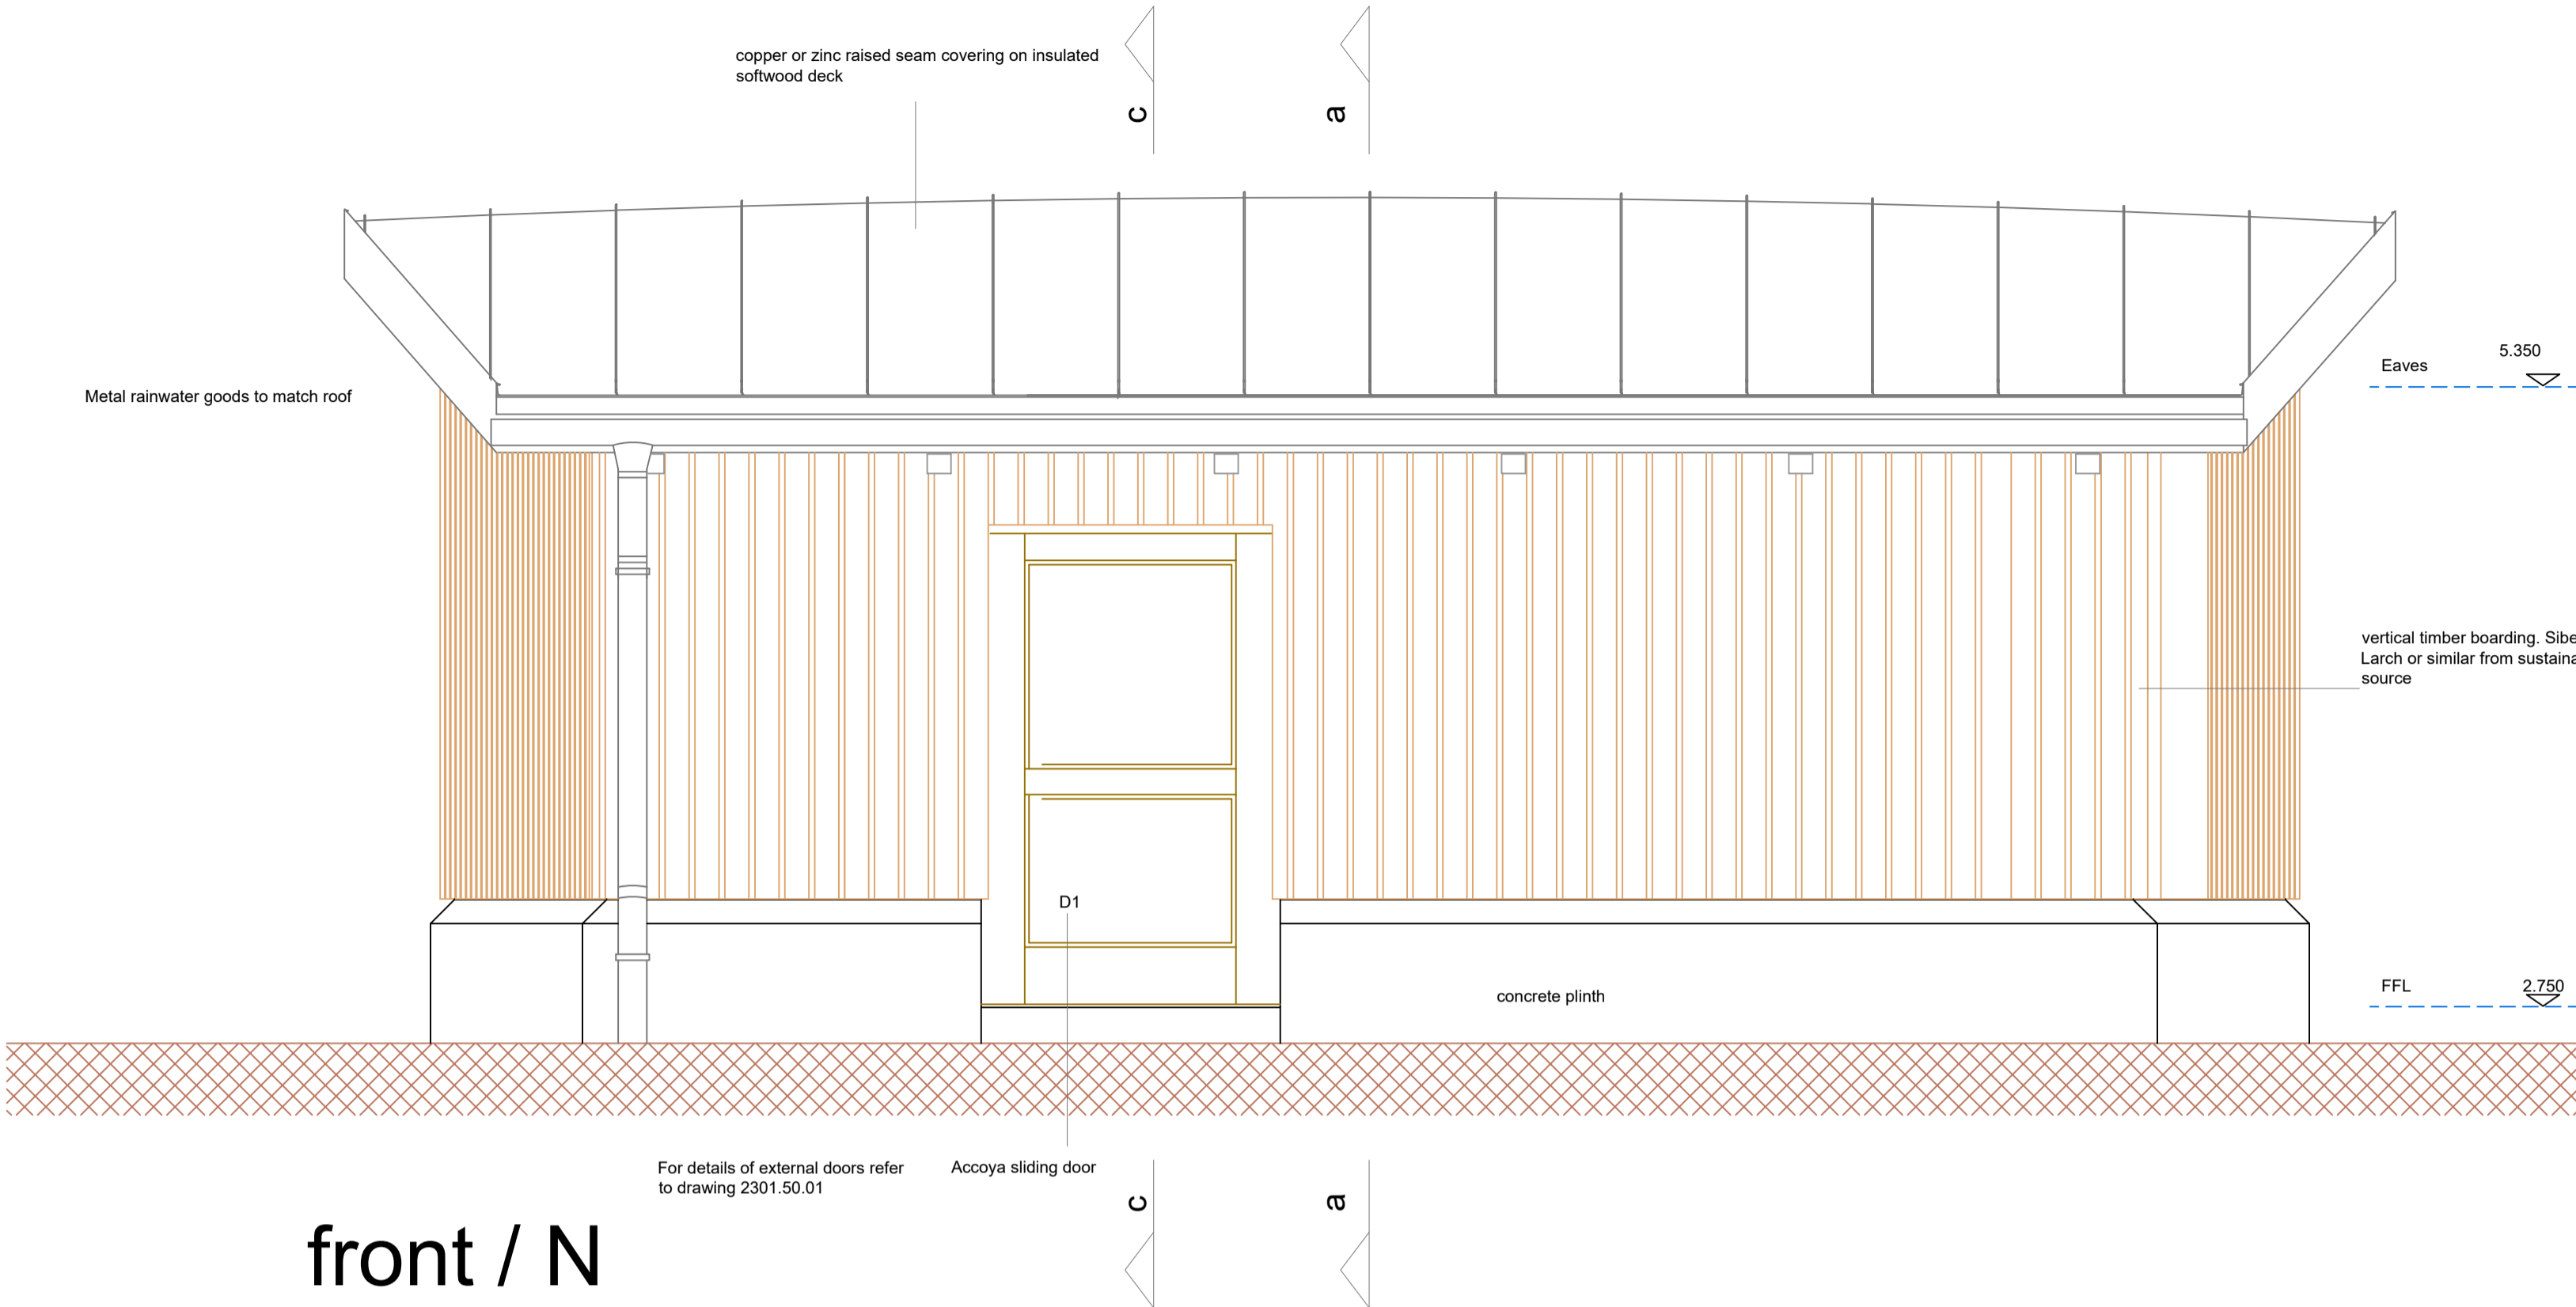 copper or zinc raised seam covering on insulated
softwood deck
c
a
5.350
Eaves
Metal rainwater goods to match roof
vertical timber boarding.
Larch or similar from
source
D1
FFL
2.750
concrete plinth
For details of external doors refer
to drawing 2301.50.01
Accoya sliding door
c
a
front / N